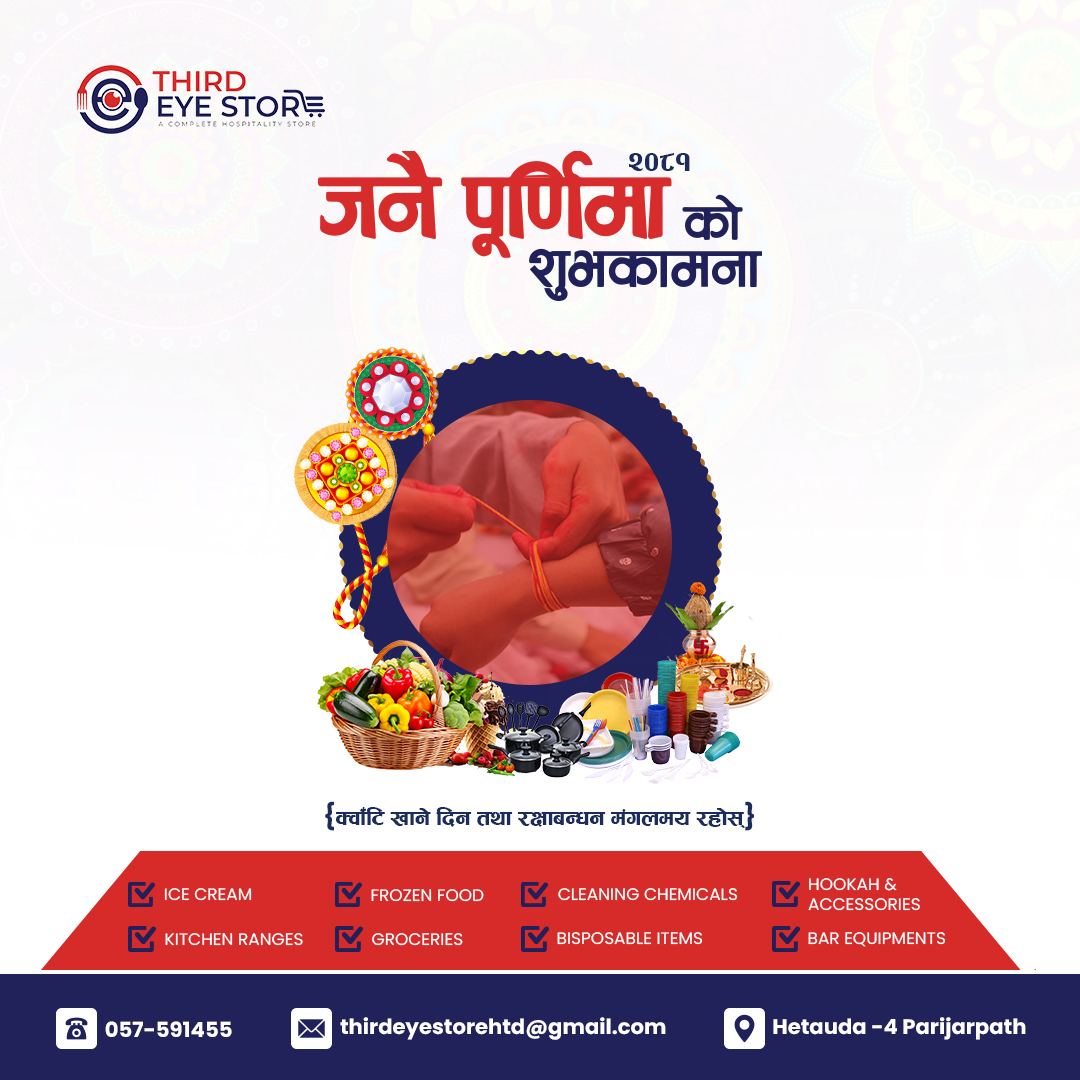 THIRD
EYE STORE
A COMPLETE HOSPITALITY STORE
२०८१
जनै पूर्णिमा को
शुभकामना
{क्वाँटि खाने दिन तथा रक्षाबन्धन मंगलमय रहोस्}
ICE CREAM
FROZEN FOOD
CLEANING CHEMICALS
HOOKAH &
ACCESSORIES
KITCHEN RANGES
GROCERIES
BISPOSABLE ITEMS
BAR EQUIPMENTS
057-591455
thirdeyestorehtd@gmail.com
Hetauda -4 Parijarpath